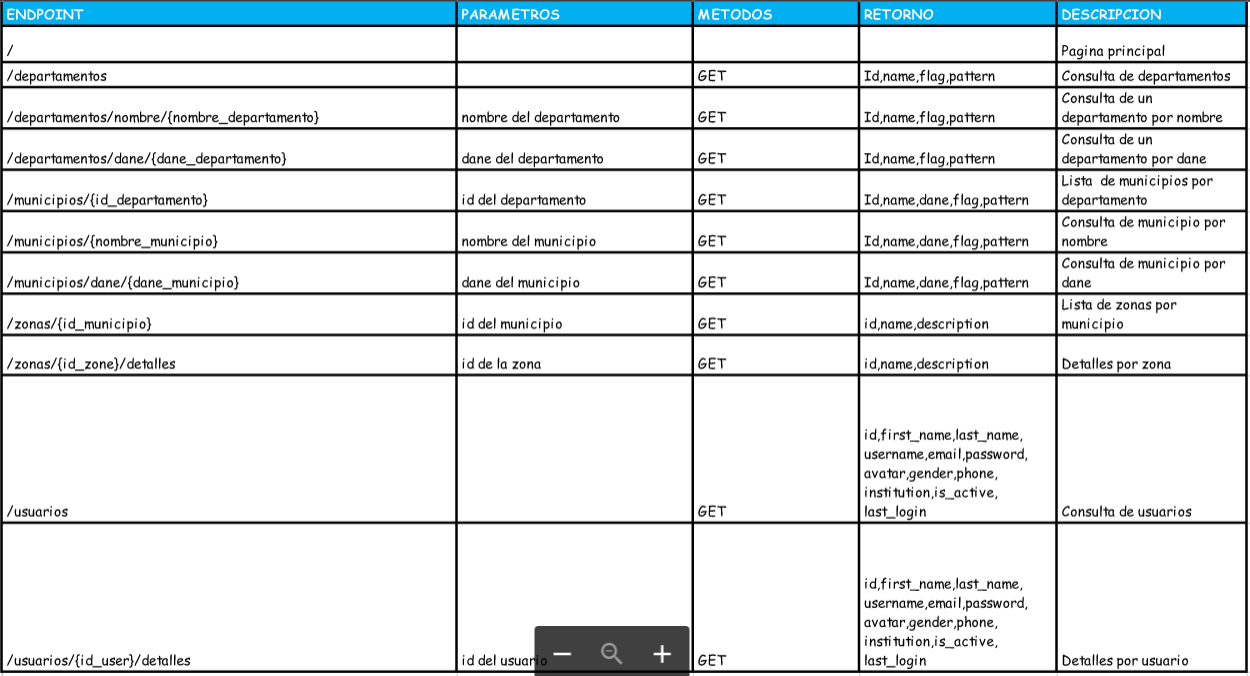 ENDPOINT PARAMETROS METODOS RETORNO DESCRIPCION
/ Pagina principal
/departamentos GET Id,name,flag,pattern Consulta de departamentos
Consulta de un
/departamentos/nombre/{nombre_departamento} nombre del departamento GET Id,name,flag,pattern departamento por nombre
Consulta de un
/departamentos/dane/{dane_departamento} dane del departamento GET Id,name,flag,pattern departamento por dane
Lista de municipios por
/municipios/{id_departamento} id del departamento GET Id,name,dane,flag,pattern departamento
Consulta de municipio por
/municipios/{nombre_municipio} nombre del municipio GET Id,name,dane,flag,pattern nombre
Consulta de municipio por
/municipios/dane/{dane_municipio} dane del municipio GET Id,name,dane,flag,pattern dane
Lista de zonas por
/zonas/{id_municipio} id del municipio GET id,name,description municipio
/zonas/{id_zone}/detalles id de la zona GET id,name,description Detalles por zona
id,first_name,last_name,
username,email,password,
avatar,gender,phone,
institution,is_active,
/usuarios GET last_login Consulta de usuarios
id,first_name,last_name,
username,email,password,
avatar,gender,phone,
institution,is_active,
/usuarios/{id_user}/detalles id del usuario GET last_login Detalles por usuario